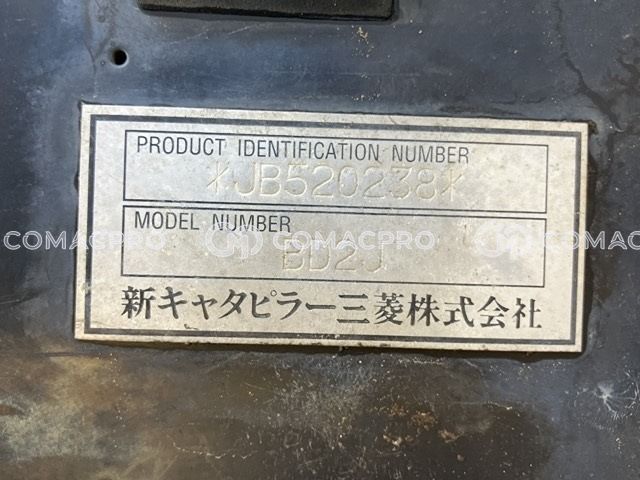 PRODUCT IDENTIFICATION NUMBER
*JB520238*
MODEL NUMBER
COMACPRO COMACPRO COMACPRO
BD2J
新キャタピラー三菱株式会社